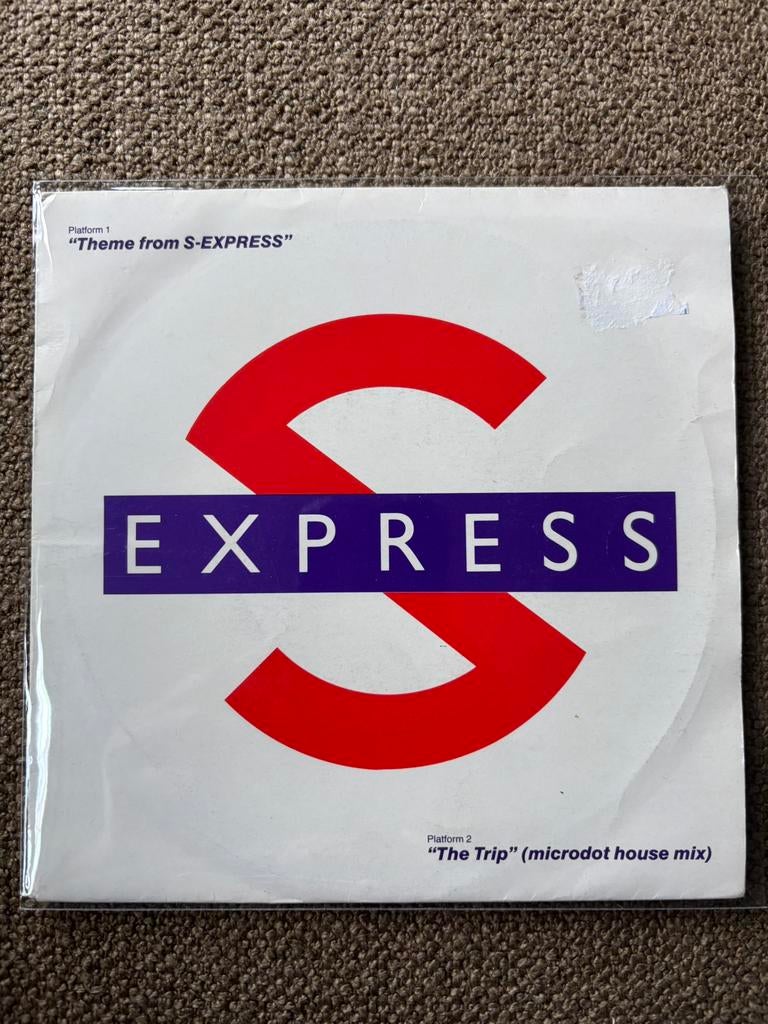 Platform 1
“Theme from S-EXPRESS”
S
EXPRESS
Platform 2
“The Trip” (microdot house mix)